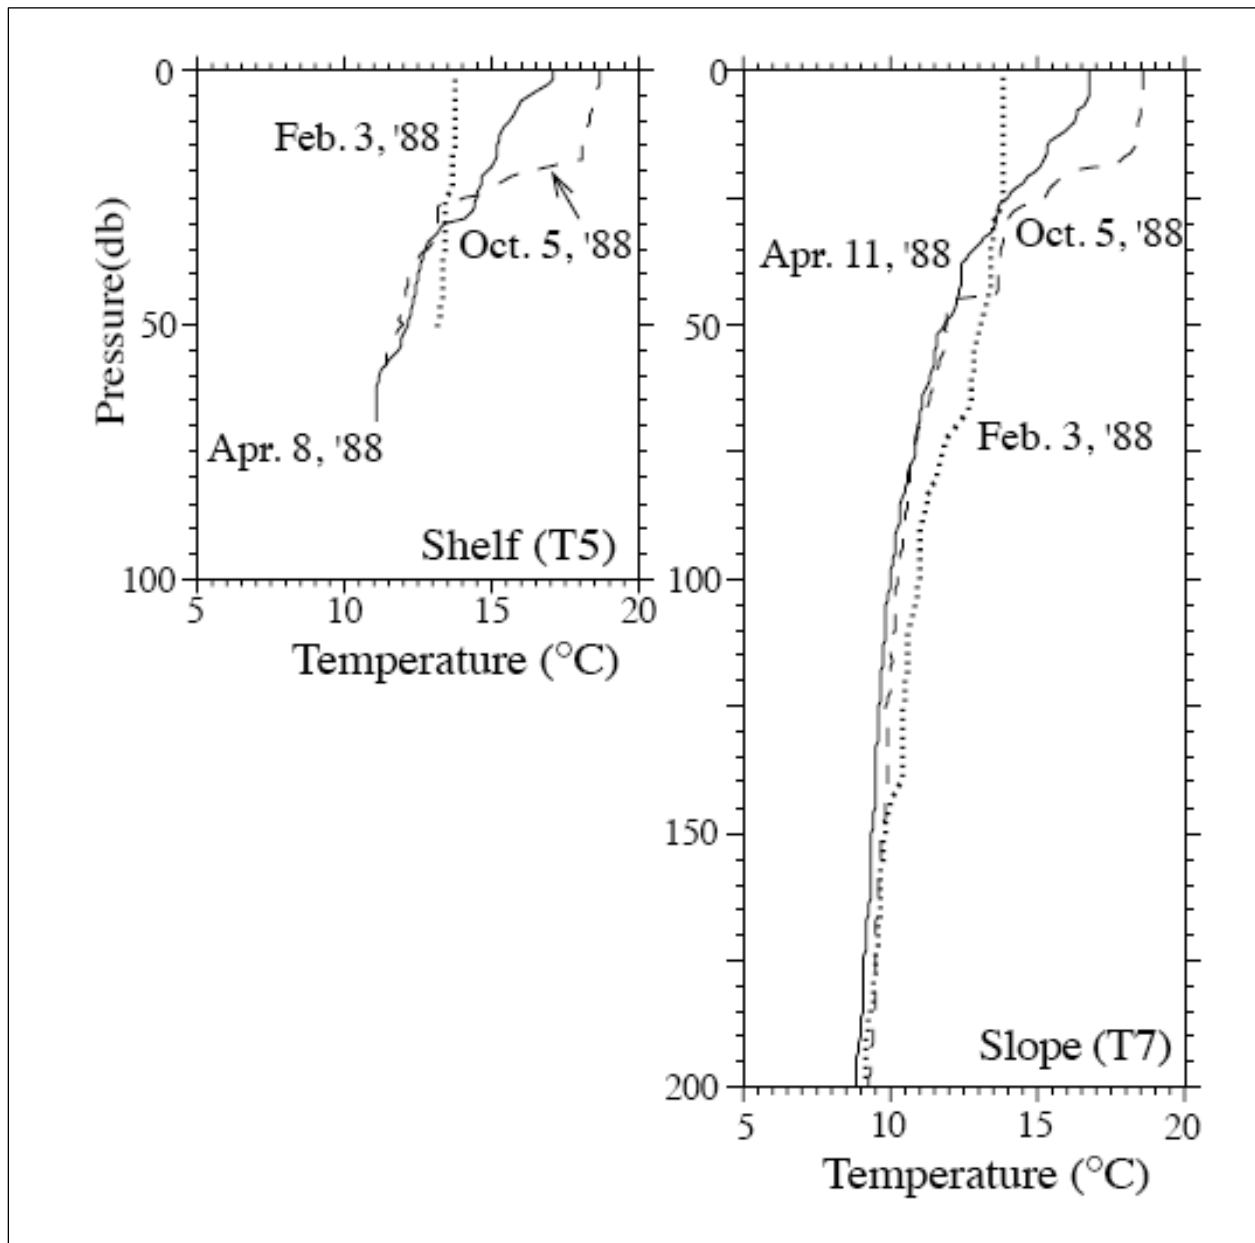 0
Feb. 3, '88
Oct. 5, '88
50
Pressure(db)
Apr. 8, '88
Shelf (T5)
100
5 10 15 20
Temperature (°C)
0
Oct. 5, '88
Apr. 11, '88
50
Feb. 3, '88
100
150
Slope (T7)
200
5 10 15 20
Temperature (°C)